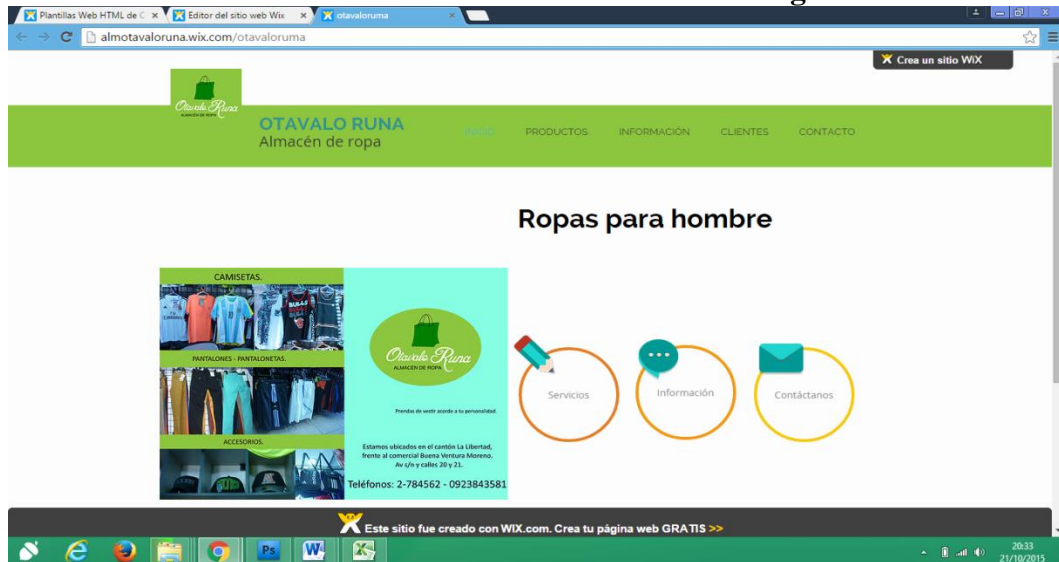 Plantillas Web HTML de C
Editor del sitio web Wix
otavaloruma
almotavaloruna.wix.com/otavaloruma
Crea un sitio WiX
Otavalo Runa
ALMACÉN DE ROPA
OTAVALO RUNA
Almacén de ropa
INICIO
PRODUCTOS
INFORMACIÓN
CLIENTES
CONTACTO
Ropas para hombre
CAMISETAS.
PANTALONES - PANTALONETAS.
ACCESORIOS.
Otavalo Runa
ALMACÉN DE ROPA
Prendas de vestir acorde a tu personalidad.
Estamos ubicados en el cantón La Libertad,
frente al comercial Buena Ventura Moreno.
Av s/n y calles 20 y 21.
Teléfonos: 2-784562 - 0923843581
Servicios
Información
Contáctanos
Este sitio fue creado con WIX.com. Crea tu página web GRATIS >>
Ps
20:33
21/10/2015